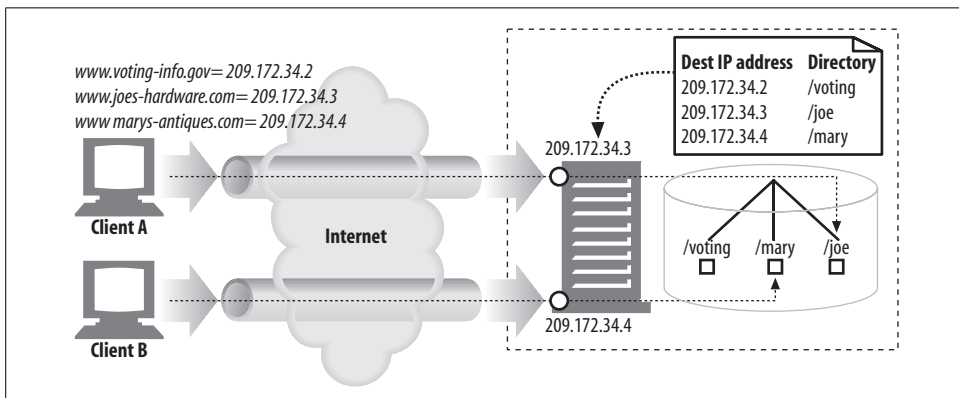 www.voting-info.gov= 209.172.34.2
www.joes-hardware.com= 209.172.34.3
www marys-antiques.com= 209.172.34.4
Dest IP address Directory
209.172.34.2 /voting
209.172.34.3 /joe
209.172.34.4 /mary
209.172.34.3
Client A
Internet
/voting /mary /joe
209.172.34.4
Client B